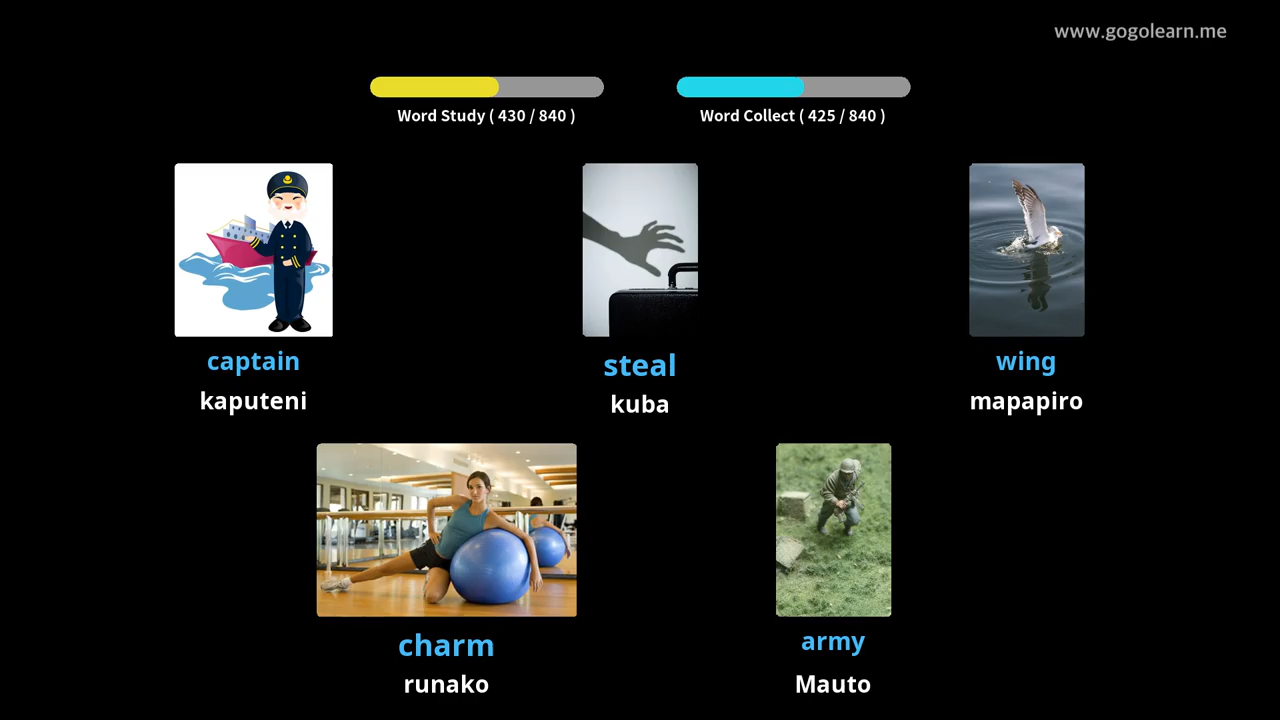 www.gogolearn.me
Word Study ( 430 / 840 )
Word Collect ( 425 / 840 )
captain
kaputeni
steal
kuba
wing
mapapiro
charm
runako
army
Mauto